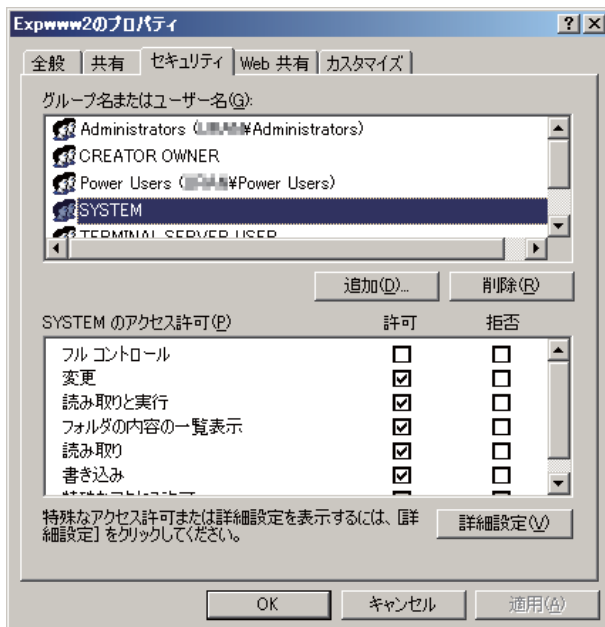 Expwww2のプロパティ
全般 共有 セキュリティ Web 共有 カスタマイズ
グループ名またはユーザー名(G):
Administrators (¥Administrators)
CREATOR OWNER
Power Users (¥Power Users)
SYSTEM
TERMINAL SERVER USER
追加(D)... 削除(R)
SYSTEM のアクセス許可(P) 許可 拒否
フル コントロール
変更
読み取りと実行
フォルダの内容の一覧表示
読み取り
書き込み
特殊なアクセス許可または詳細設定を表示するには、[詳
細設定] をクリックしてください。
詳細設定(V)
OK キャンセル 適用(A)